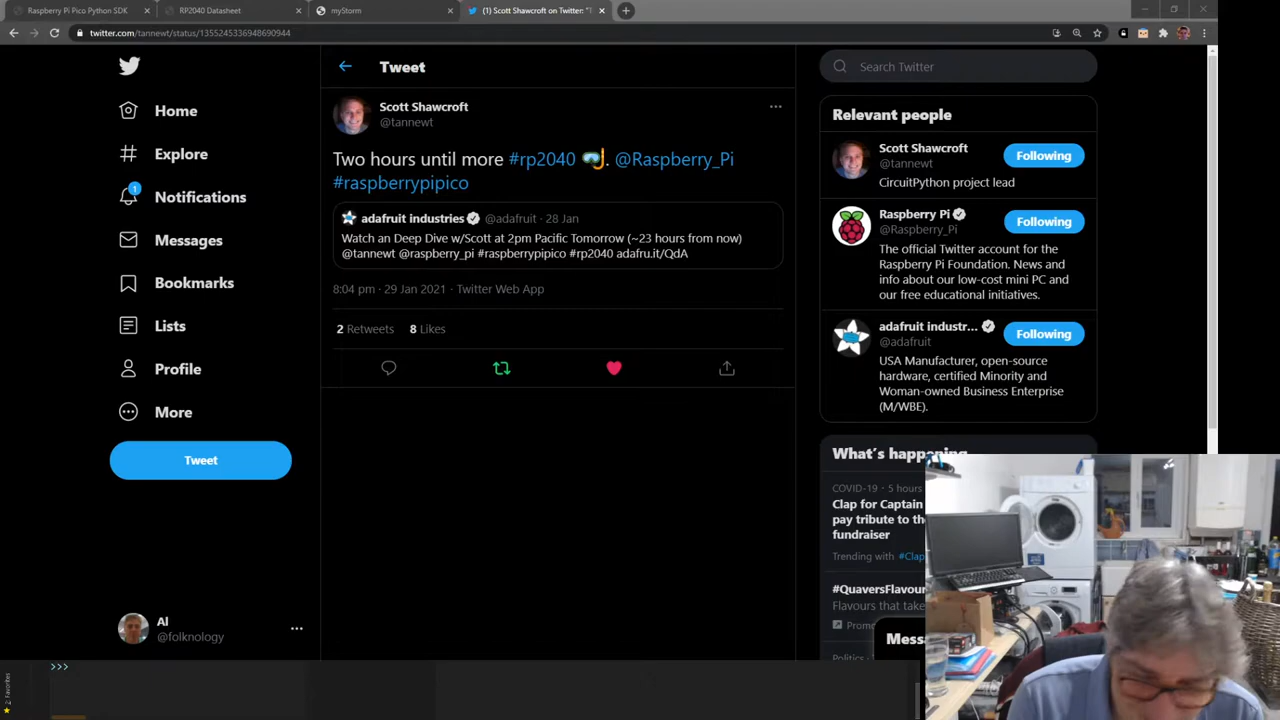 Raspberry Pi Pico Python SDK
RP2040 Datasheet
myStorm
(1) Scott Shawcroft on Twitter: "T
twitter.com/tannewt/status/1355245336948690944
Home
Explore
1
Notifications
Messages
Bookmarks
Lists
Profile
More
Tweet
Al
@folknology
Tweet
Scott Shawcroft
@tannewt
Two hours until more #rp2040 🤿. @Raspberry_Pi
#raspberrypipico
adafruit industries @adafruit · 28 Jan
Watch an Deep Dive w/Scott at 2pm Pacific Tomorrow (~23 hours from now)
@tannewt @raspberry_pi #raspberrypipico #rp2040 adafru.it/QdA
8:04 pm · 29 Jan 2021 · Twitter Web App
2 Retweets 8 Likes
Search Twitter
Relevant people
Scott Shawcroft
@tannewt
Following
CircuitPython project lead
Raspberry Pi
@Raspberry_Pi
Following
The official Twitter account for the
Raspberry Pi Foundation. News and
info about our low-cost mini PC and
our free educational initiatives.
adafruit industr...
@adafruit
Following
USA Manufacturer, open-source
hardware, certified Minority and
Woman-owned Business Enterprise
(M/WBE).
What's happening
COVID-19 · 5 hours
Clap for Captain
pay tribute to the
fundraiser
Trending with #Clap
#QuaversFlavour
Flavours that take
Promo
Politics ·
Mess
>>>
2: Favorites